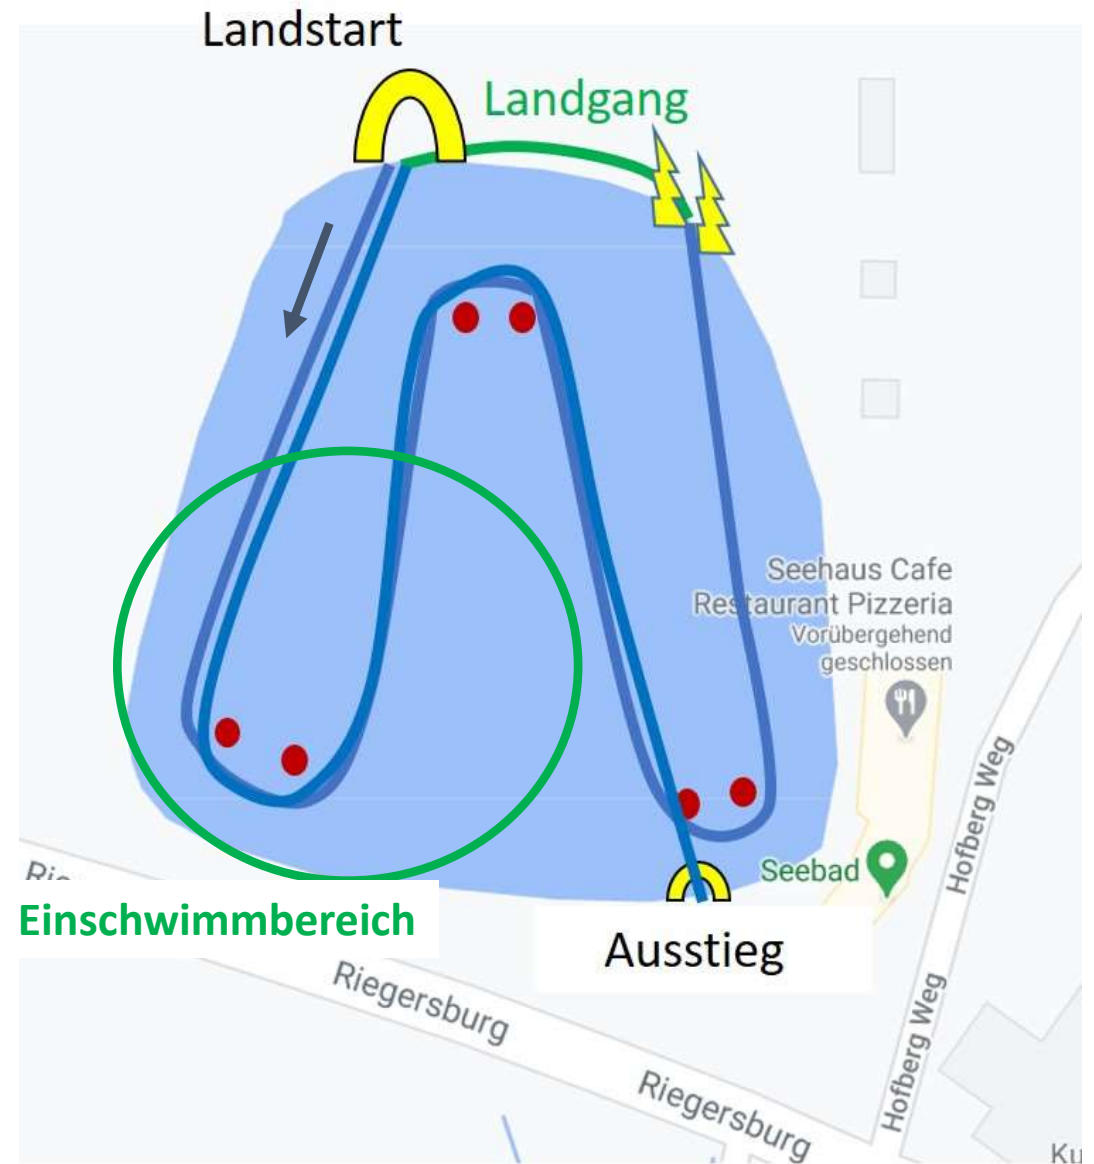 Landstart
Landgang
Seehaus Cafe
Restaurant Pizzeria
Vorübergehend
geschlossen
Hofberg Weg
Seebad
Einschwimmbereich
Ausstieg
Riegersburg
Hofberg Weg
Riegersburg